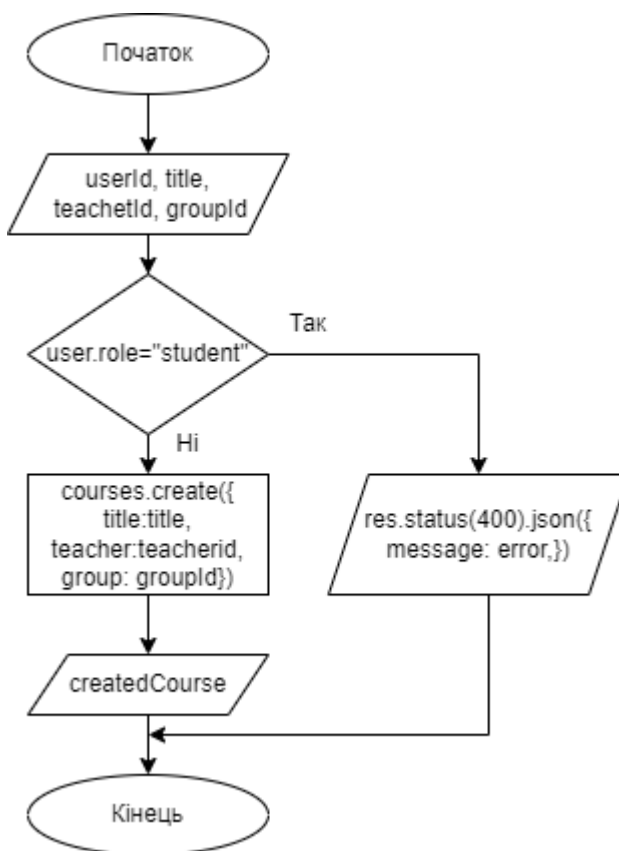 Початок
userId, title,
teachetId, groupId
user.role="student"
Так
Ні
courses.create({
title:title,
teacher:teacherid,
group: groupId})
res.status(400).json({
message: error,})
createdCourse
Кінець